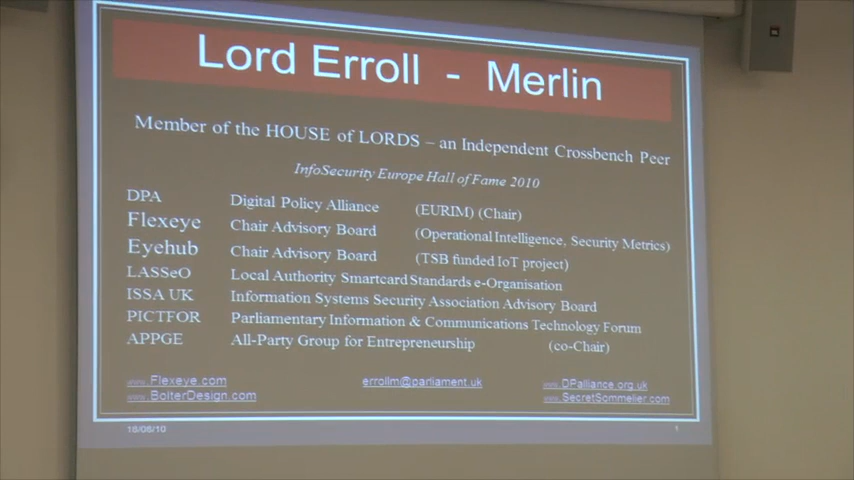 Lord Erroll - Merlin
Member of the HOUSE of LORDS – an Independent Crossbench Peer
InfoSecurity Europe Hall of Fame 2010
DPA Digital Policy Alliance (EURIM) (Chair)
Flexeye Chair Advisory Board (Operational Intelligence, Security Metrics)
Eyehub Chair Advisory Board (TSB funded IoT project)
LASSeO Local Authority Smartcard Standards e-Organisation
ISSA UK Information Systems Security Association Advisory Board
PICTFOR Parliamentary Information & Communications Technology Forum
APPGE All-Party Group for Entrepreneurship (co-Chair)
www.Flexeye.com errollm@parliament.uk www.DPalliance.org.uk
www.BolterDesign.com www.SecretSommelier.com
18/06/10 1